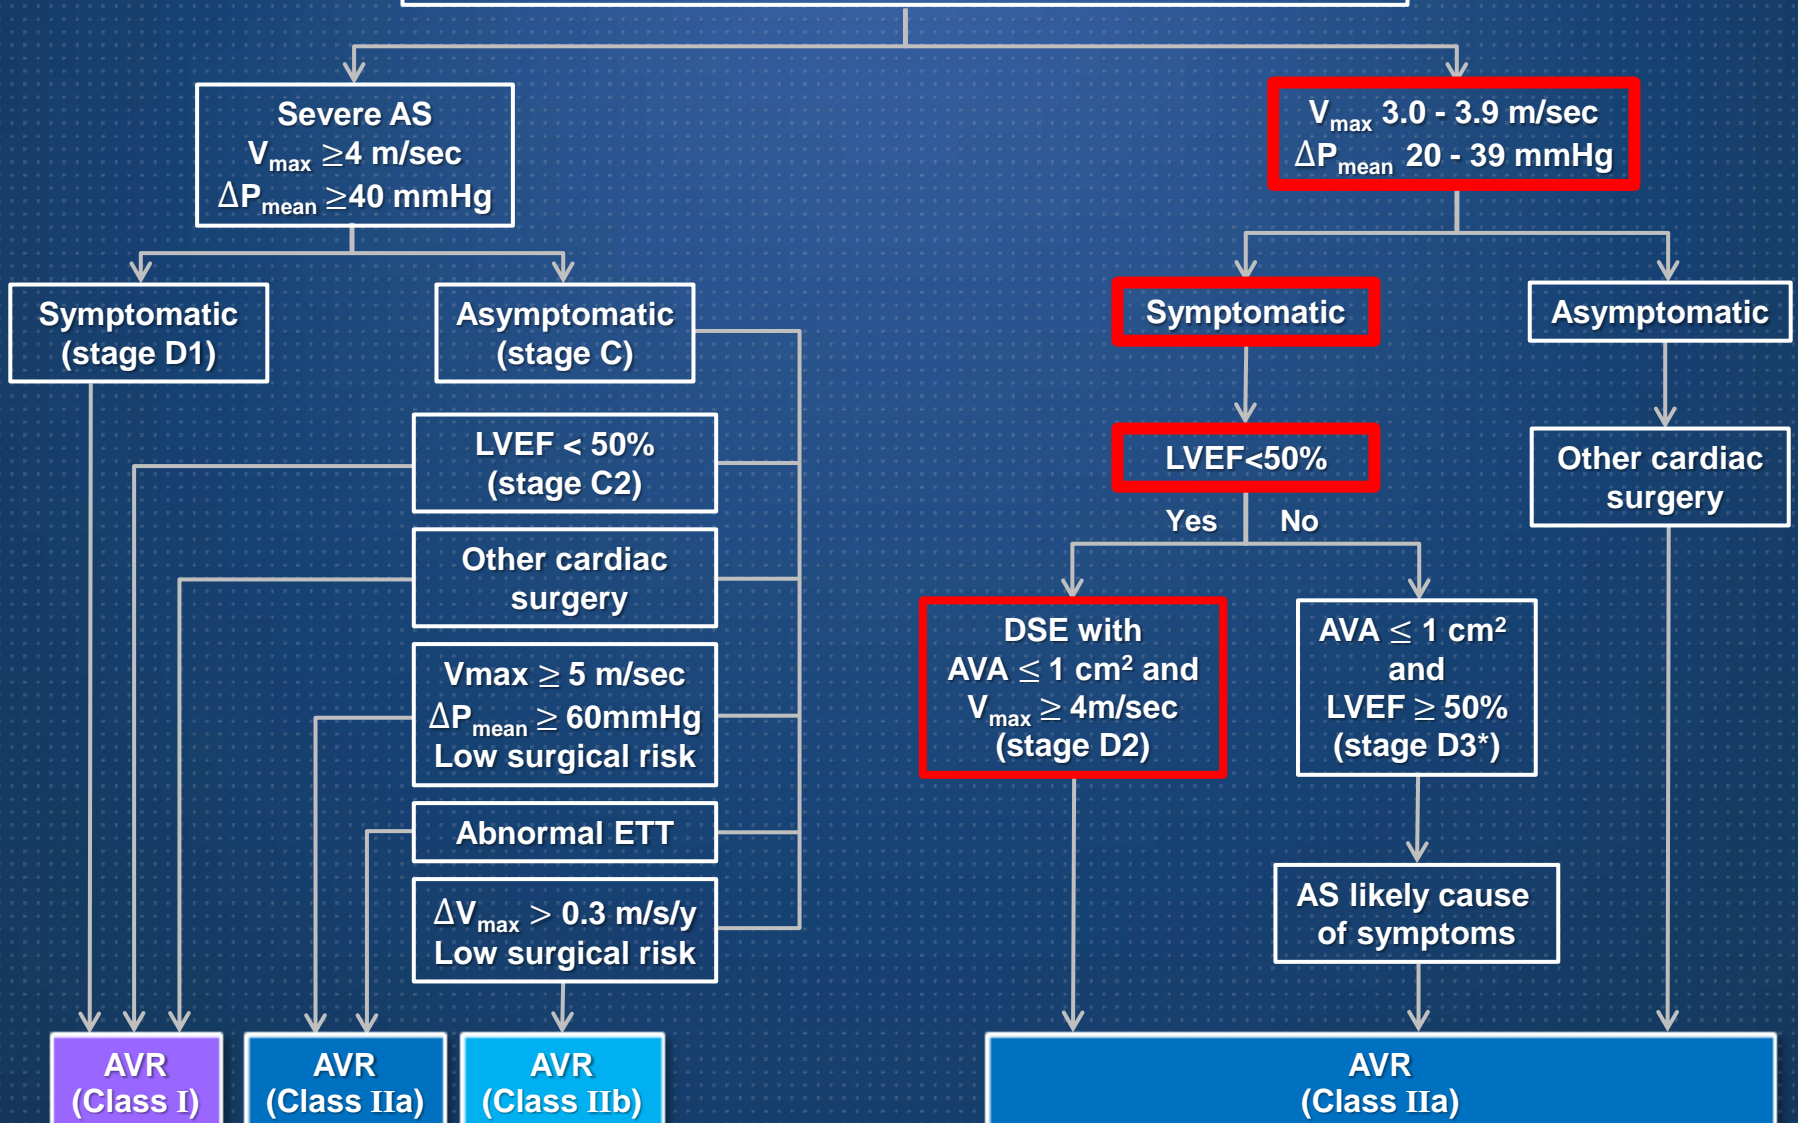 Severe AS
Vmax ≥4 m/sec
ΔPmean ≥40 mmHg
Vmax 3.0 - 3.9 m/sec
ΔPmean 20 - 39 mmHg
Symptomatic
(stage D1)
Asymptomatic
(stage C)
Symptomatic
Asymptomatic
LVEF < 50%
(stage C2)
LVEF<50%
Other cardiac
surgery
Yes No
Other cardiac
surgery
Vmax ≥ 5 m/sec
ΔPmean ≥ 60mmHg
Low surgical risk
DSE with
AVA ≤ 1 cm² and
Vmax ≥ 4m/sec
(stage D2)
AVA ≤ 1 cm²
and
LVEF ≥ 50%
(stage D3*)
Abnormal ETT
ΔVmax > 0.3 m/s/y
Low surgical risk
AS likely cause
of symptoms
AVR
(Class I)
AVR
(Class IIa)
AVR
(Class IIb)
AVR
(Class IIa)